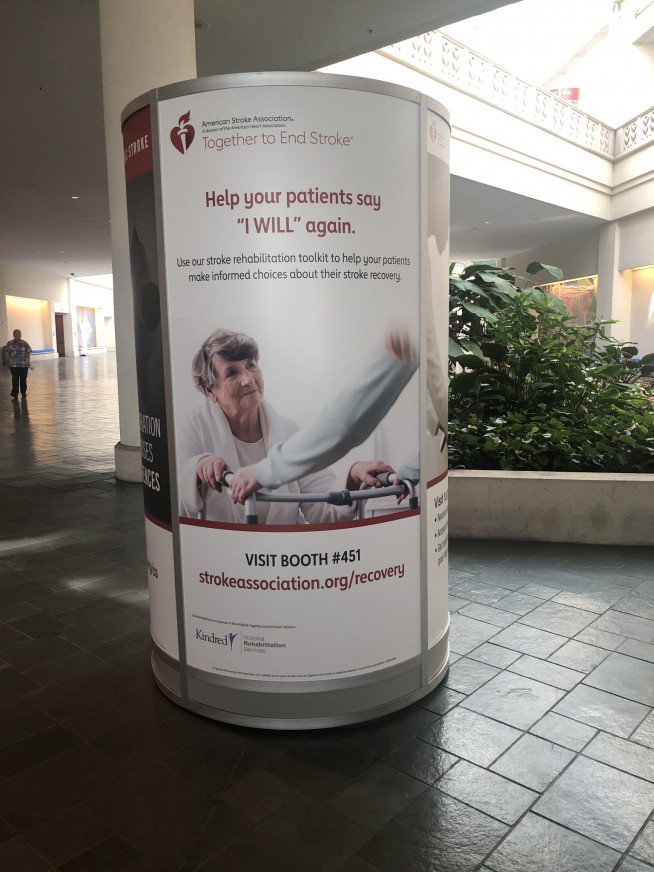 American Stroke Association®
A division of the American Heart Association.
Together to End Stroke®
Help your patients say
“I WILL” again.
Use our stroke rehabilitation toolkit to help your patients
make informed choices about their stroke recovery.
VISIT BOOTH #451
strokeassociation.org/recovery
Kindred
Hospital
Rehabilitation
Services
STROKE
Visit